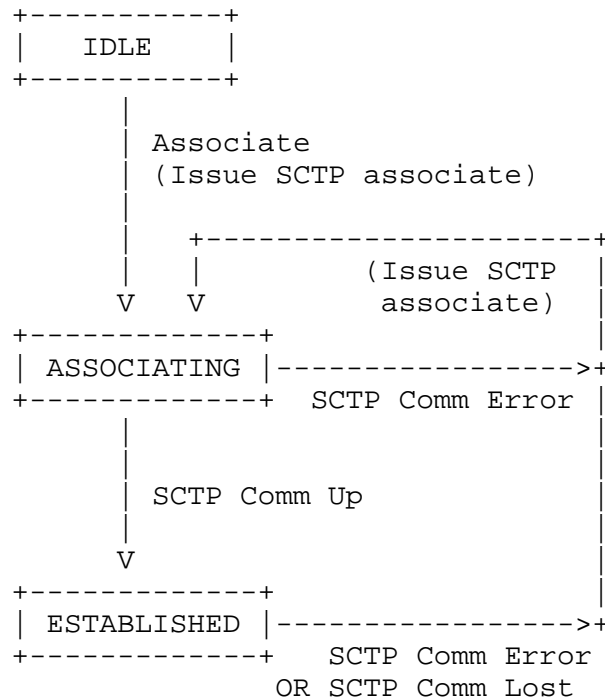 IDLE
Associate
(Issue SCTP associate)
(Issue SCTP
associate)
ASSOCIATING
SCTP Comm Error
SCTP Comm Up
ESTABLISHED
SCTP Comm Error
OR SCTP Comm Lost